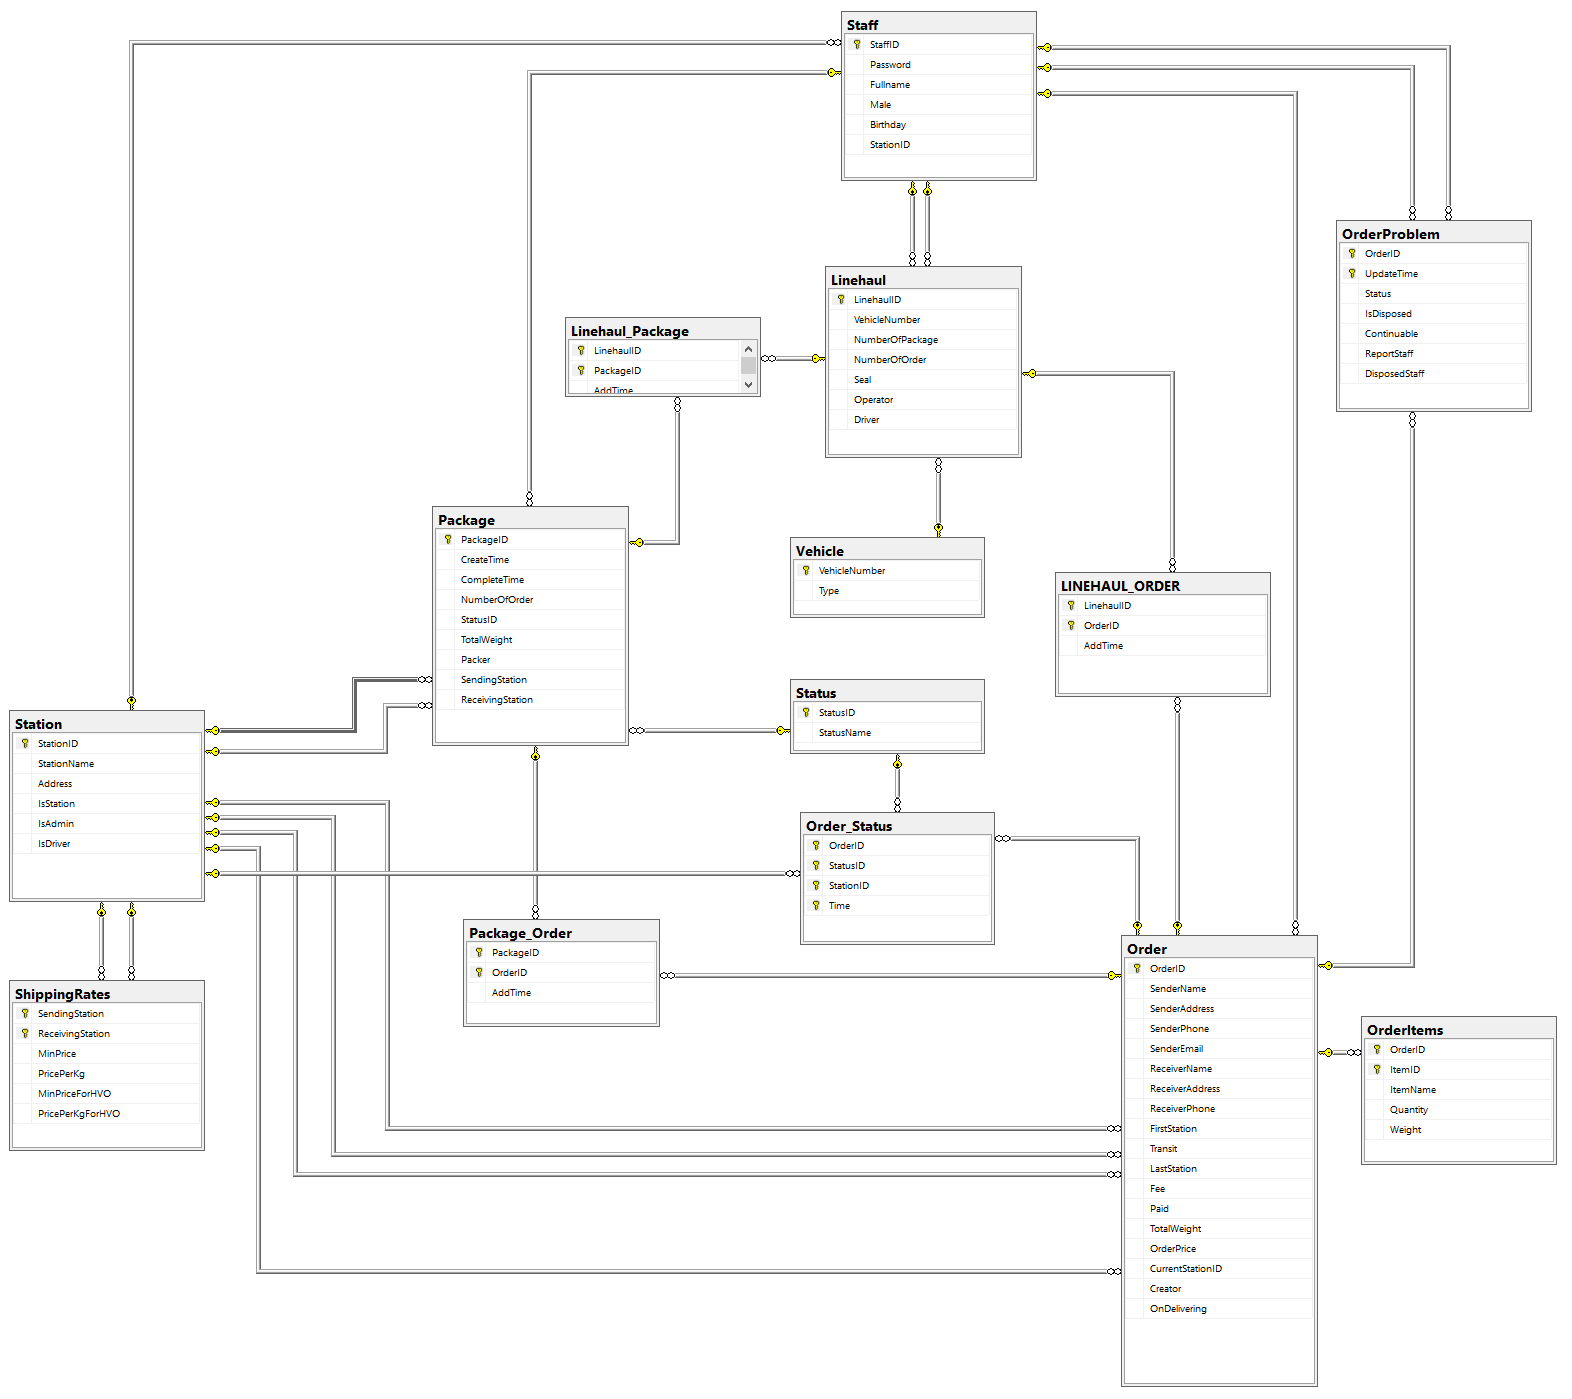 Staff
StaffID
Password
Fullname
Male
Birthday
StationID
OrderProblem
OrderID
UpdateTime
Status
IsDisposed
Continuable
ReportStaff
DisposedStaff
Linehaul
LinehaulID
VehicleNumber
NumberOfPackage
NumberOfOrder
Seal
Operator
Driver
Linehaul_Package
LinehaulID
PackageID
AddTime
Package
PackageID
CreateTime
CompleteTime
NumberOfOrder
StatusID
TotalWeight
Packer
SendingStation
ReceivingStation
Vehicle
VehicleNumber
Type
LINEHAUL_ORDER
LinehaulID
OrderID
AddTime
Status
StatusID
StatusName
Station
StationID
StationName
Address
IsStation
IsAdmin
IsDriver
Order_Status
OrderID
StatusID
StationID
Time
Package_Order
PackageID
OrderID
AddTime
Order
OrderID
SenderName
SenderAddress
SenderPhone
SenderEmail
ReceiverName
ReceiverAddress
ReceiverPhone
FirstStation
Transit
LastStation
Fee
Paid
TotalWeight
OrderPrice
CurrentStationID
Creator
OnDelivering
ShippingRates
SendingStation
ReceivingStation
MinPrice
PricePerKg
MinPriceForHVO
PricePerKgForHVO
OrderItems
OrderID
ItemID
ItemName
Quantity
Weight